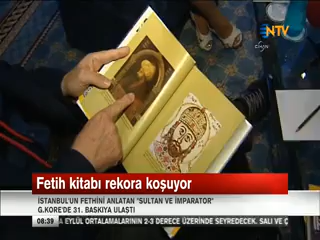 NTV
Fetih kitabı rekora koşuyor
İSTANBUL'UN FETHİNİ ANLATAN "SULTAN VE İMPARATOR"
G.KORE'DE 31. BASKIYA ULAŞTI
08:39 EYLÜL ORTALAMALARININ 2-3 DERECE ÜZERİNDE SEYREDECEK. SALI VE Ç